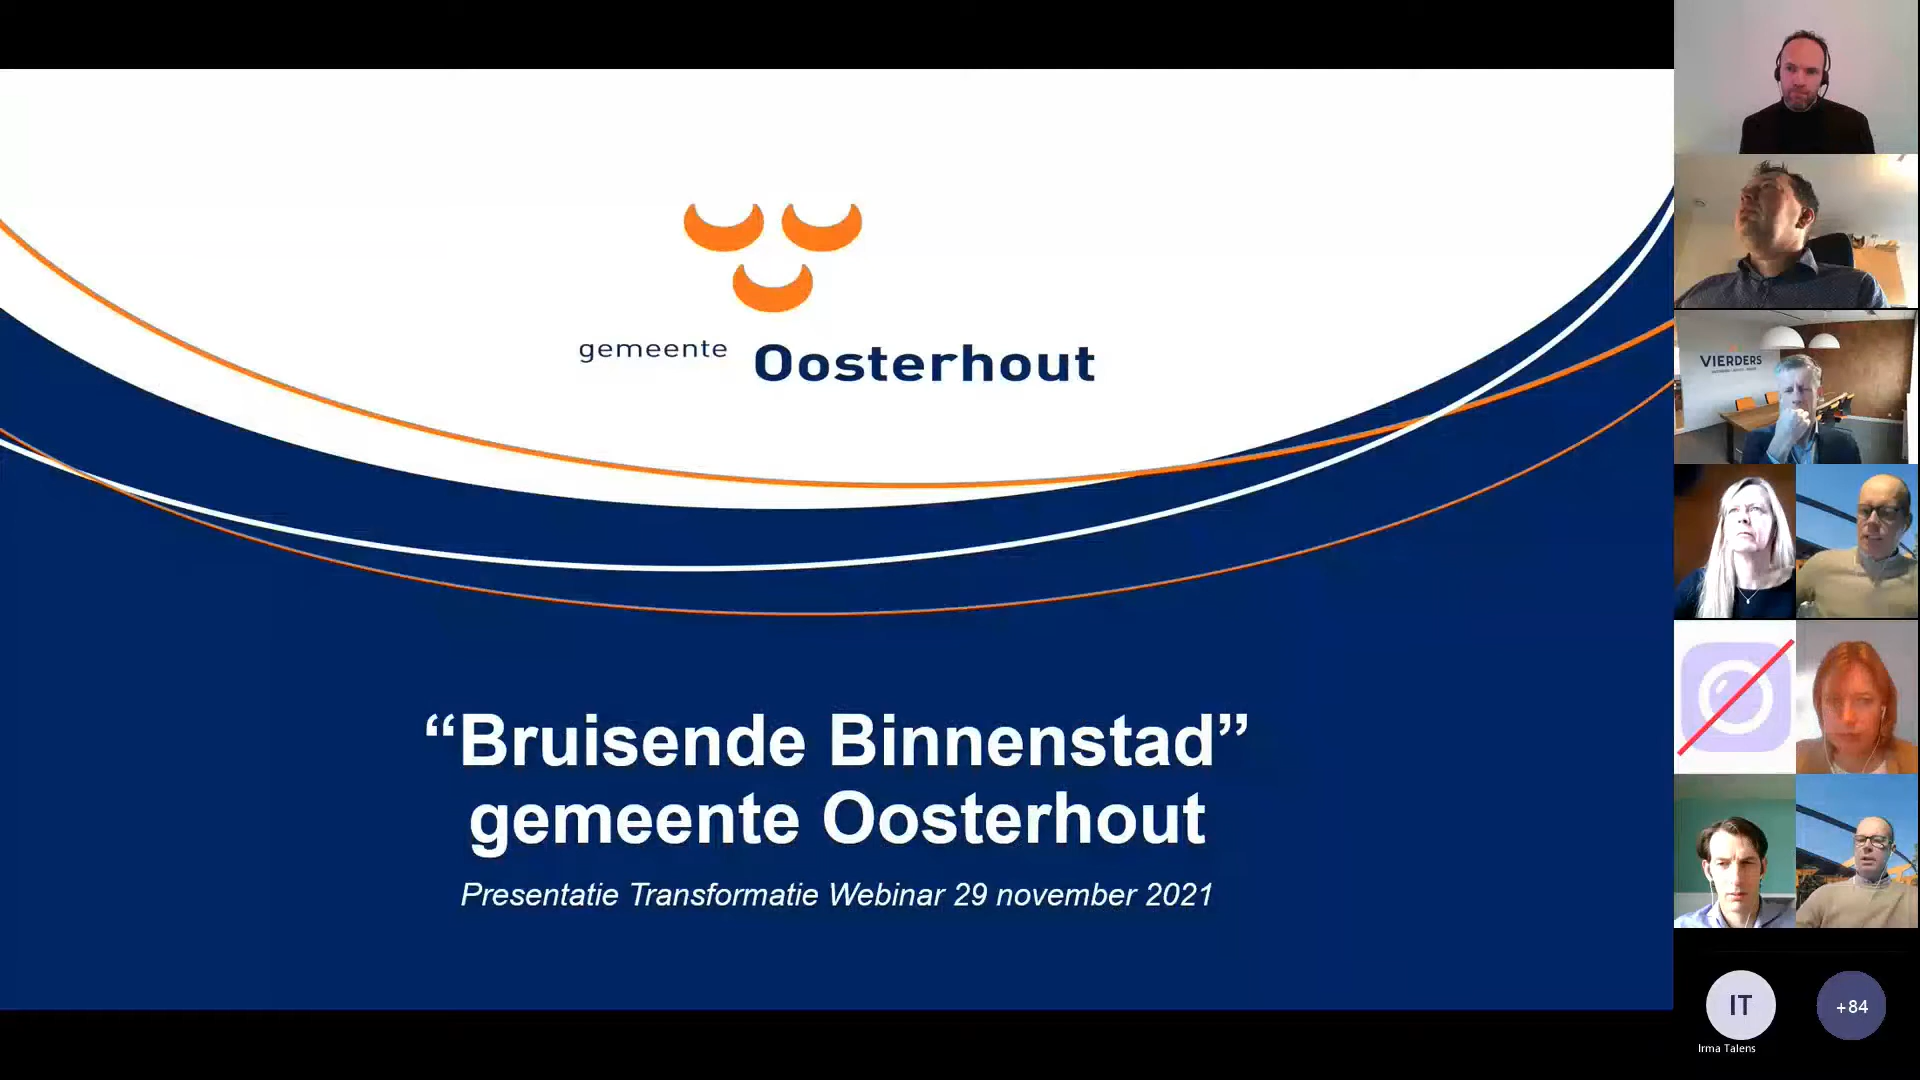 gemeente Oosterhout
“Bruisende Binnenstad”
gemeente Oosterhout
Presentatie Transformatie Webinar 29 november 2021
VIERDERS
IT
+84
Irma Talens